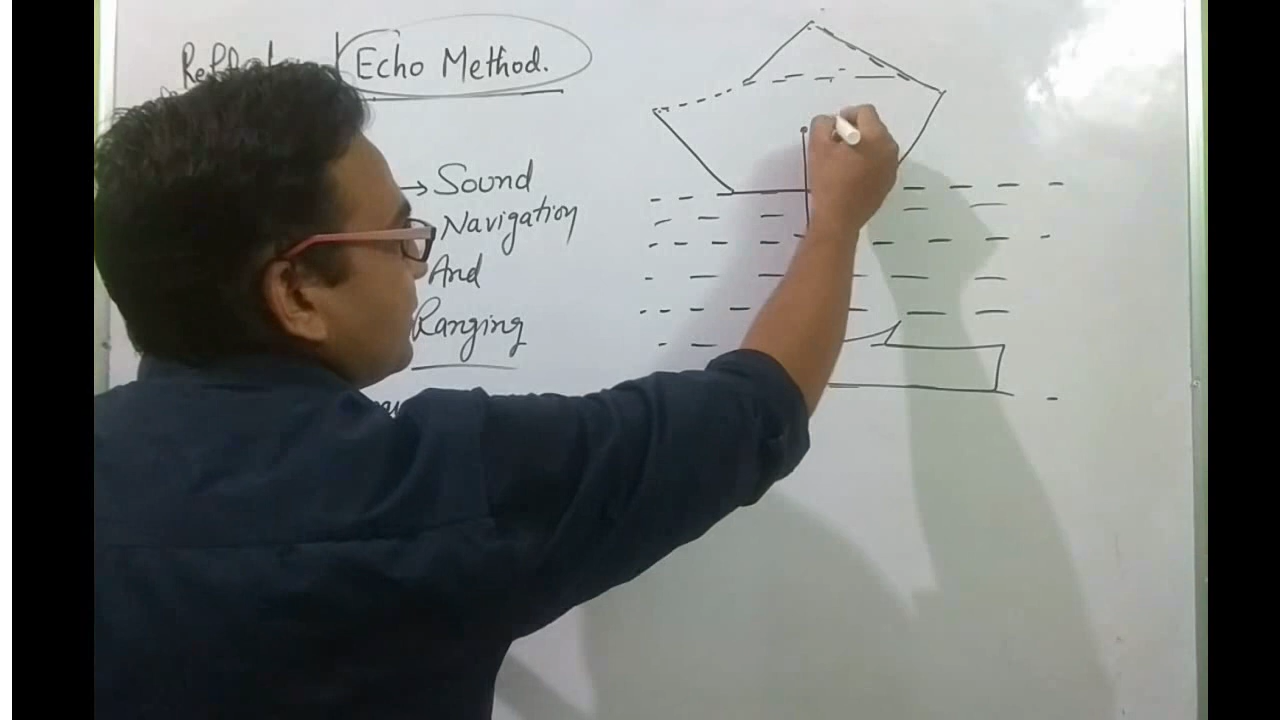 Echo Method.
→ Sound
Navigation
And
Ranging